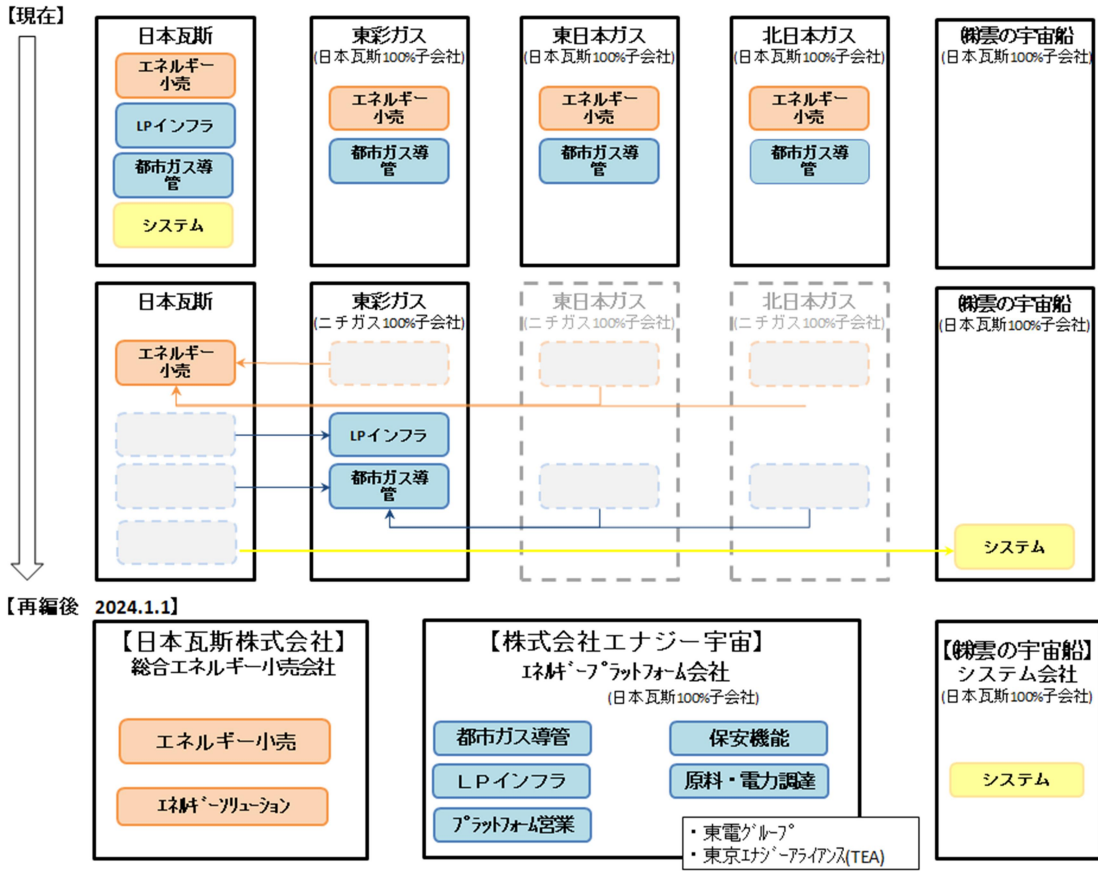 【現在】
日本瓦斯
エネルギー
小売
LPインフラ
都市ガス導
管
システム
東彩ガス
(日本瓦斯100%子会社)
エネルギー
小売
都市ガス導
管
東日本ガス
(日本瓦斯100%子会社)
エネルギー
小売
都市ガス導
管
北日本ガス
(日本瓦斯100%子会社)
エネルギー
小売
都市ガス導
管
㈱雲の宇宙船
(日本瓦斯100%子会社)
日本瓦斯
エネルギー
小売
東彩ガス
(ニチガス100%子会社)
LPインフラ
都市ガス導
管
東日本ガス
(ニチガス100%子会社)
北日本ガス
(ニチガス100%子会社)
㈱雲の宇宙船
(日本瓦斯100%子会社)
システム
【再編後 2024.1.1】
【日本瓦斯株式会社】
総合エネルギー小売会社
エネルギー小売
ｴﾈﾙｷﾞｰｿﾘｭｰｼｮﾝ
【株式会社エナジー宇宙】
ｴﾈﾙｷﾞｰﾌﾟﾗｯﾄﾌｫｰﾑ会社
(日本瓦斯100%子会社)
都市ガス導管
ＬＰインフラ
ﾌﾟﾗｯﾄﾌｫｰﾑ営業
保安機能
原料・電力調達
・東電ｸﾞﾙｰﾌﾟ
・東京ｴﾅｼﾞｰｱﾗｲｱﾝｽ(TEA)
【㈱雲の宇宙船】
システム会社
(日本瓦斯100%子会社)
システム